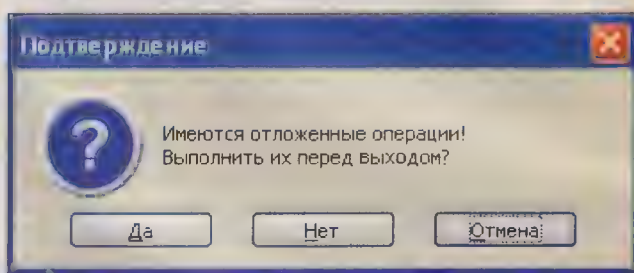 Подтверждение
Имеются отложенные операции!
Выполнить их перед выходом?
Да
Нет
Отмена